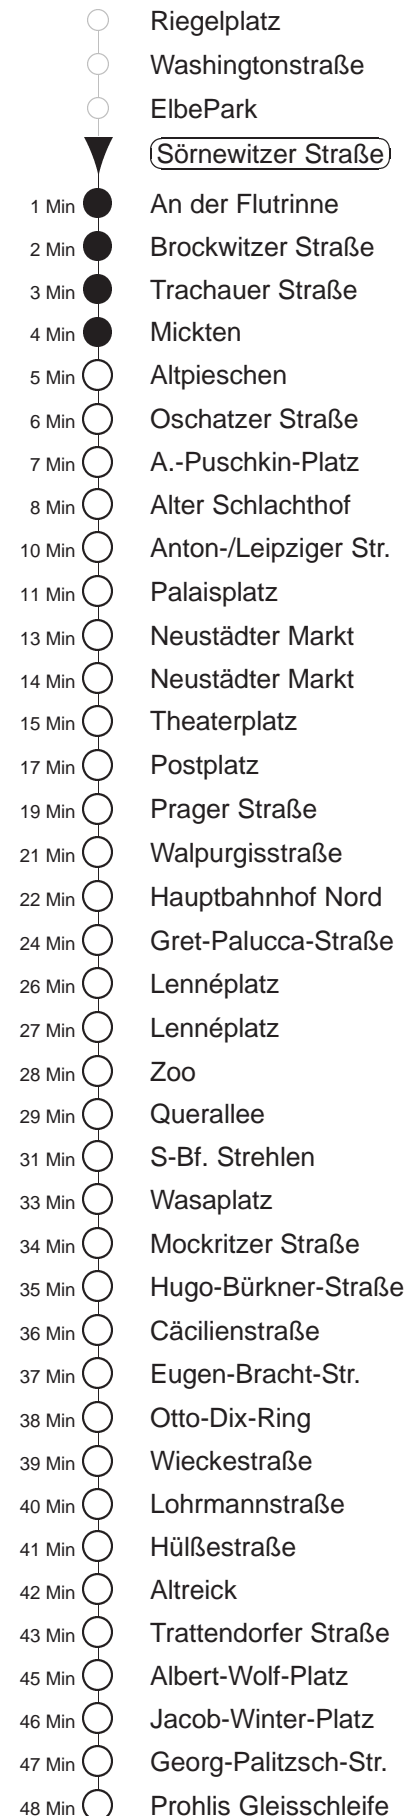 Riegelplatz
Washingtonstraße
ElbePark
Sörnewitzer Straße
1 Min An der Flutrinne
2 Min Brockwitzer Straße
3 Min Trachauer Straße
4 Min Mickten
5 Min Altpieschen
6 Min Oschatzer Straße
7 Min A.-Puschkin-Platz
8 Min Alter Schlachthof
10 Min Anton-/Leipziger Str.
11 Min Palaisplatz
13 Min Neustädter Markt
14 Min Neustädter Markt
15 Min Theaterplatz
17 Min Postplatz
19 Min Prager Straße
21 Min Walpurgisstraße
22 Min Hauptbahnhof Nord
24 Min Gret-Palucca-Straße
26 Min Lennéplatz
27 Min Lennéplatz
28 Min Zoo
29 Min Querallee
31 Min S-Bf. Strehlen
33 Min Wasaplatz
34 Min Mockritzer Straße
35 Min Hugo-Bürkner-Straße
36 Min Cäcilienstraße
37 Min Eugen-Bracht-Str.
38 Min Otto-Dix-Ring
39 Min Wieckestraße
40 Min Lohrmannstraße
41 Min Hülßestraße
42 Min Altreick
43 Min Trattendorfer Straße
45 Min Albert-Wolf-Platz
46 Min Jacob-Winter-Platz
47 Min Georg-Palitzsch-Str.
48 Min Prohlis Gleisschleife